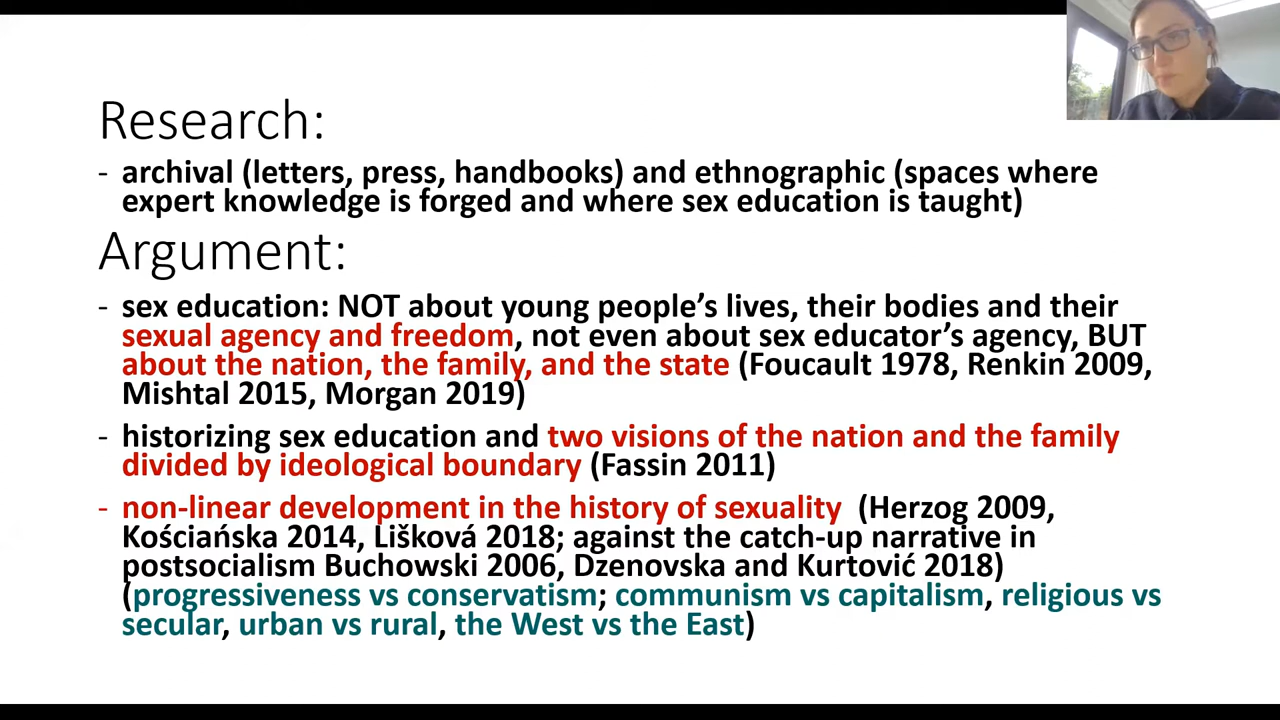 Research:
- archival (letters, press, handbooks) and ethnographic (spaces where
expert knowledge is forged and where sex education is taught)
Argument:
- sex education: NOT about young people’s lives, their bodies and their
sexual agency and freedom, not even about sex educator’s agency, BUT
about the nation, the family, and the state (Foucault 1978, Renkin 2009,
Mishtal 2015, Morgan 2019)
- historizing sex education and two visions of the nation and the family
divided by ideological boundary (Fassin 2011)
- non-linear development in the history of sexuality (Herzog 2009,
Kościańska 2014, Lišková 2018; against the catch-up narrative in
postsocialism Buchowski 2006, Dzenovska and Kurtović 2018)
(progressiveness vs conservatism; communism vs capitalism, religious vs
secular, urban vs rural, the West vs the East)